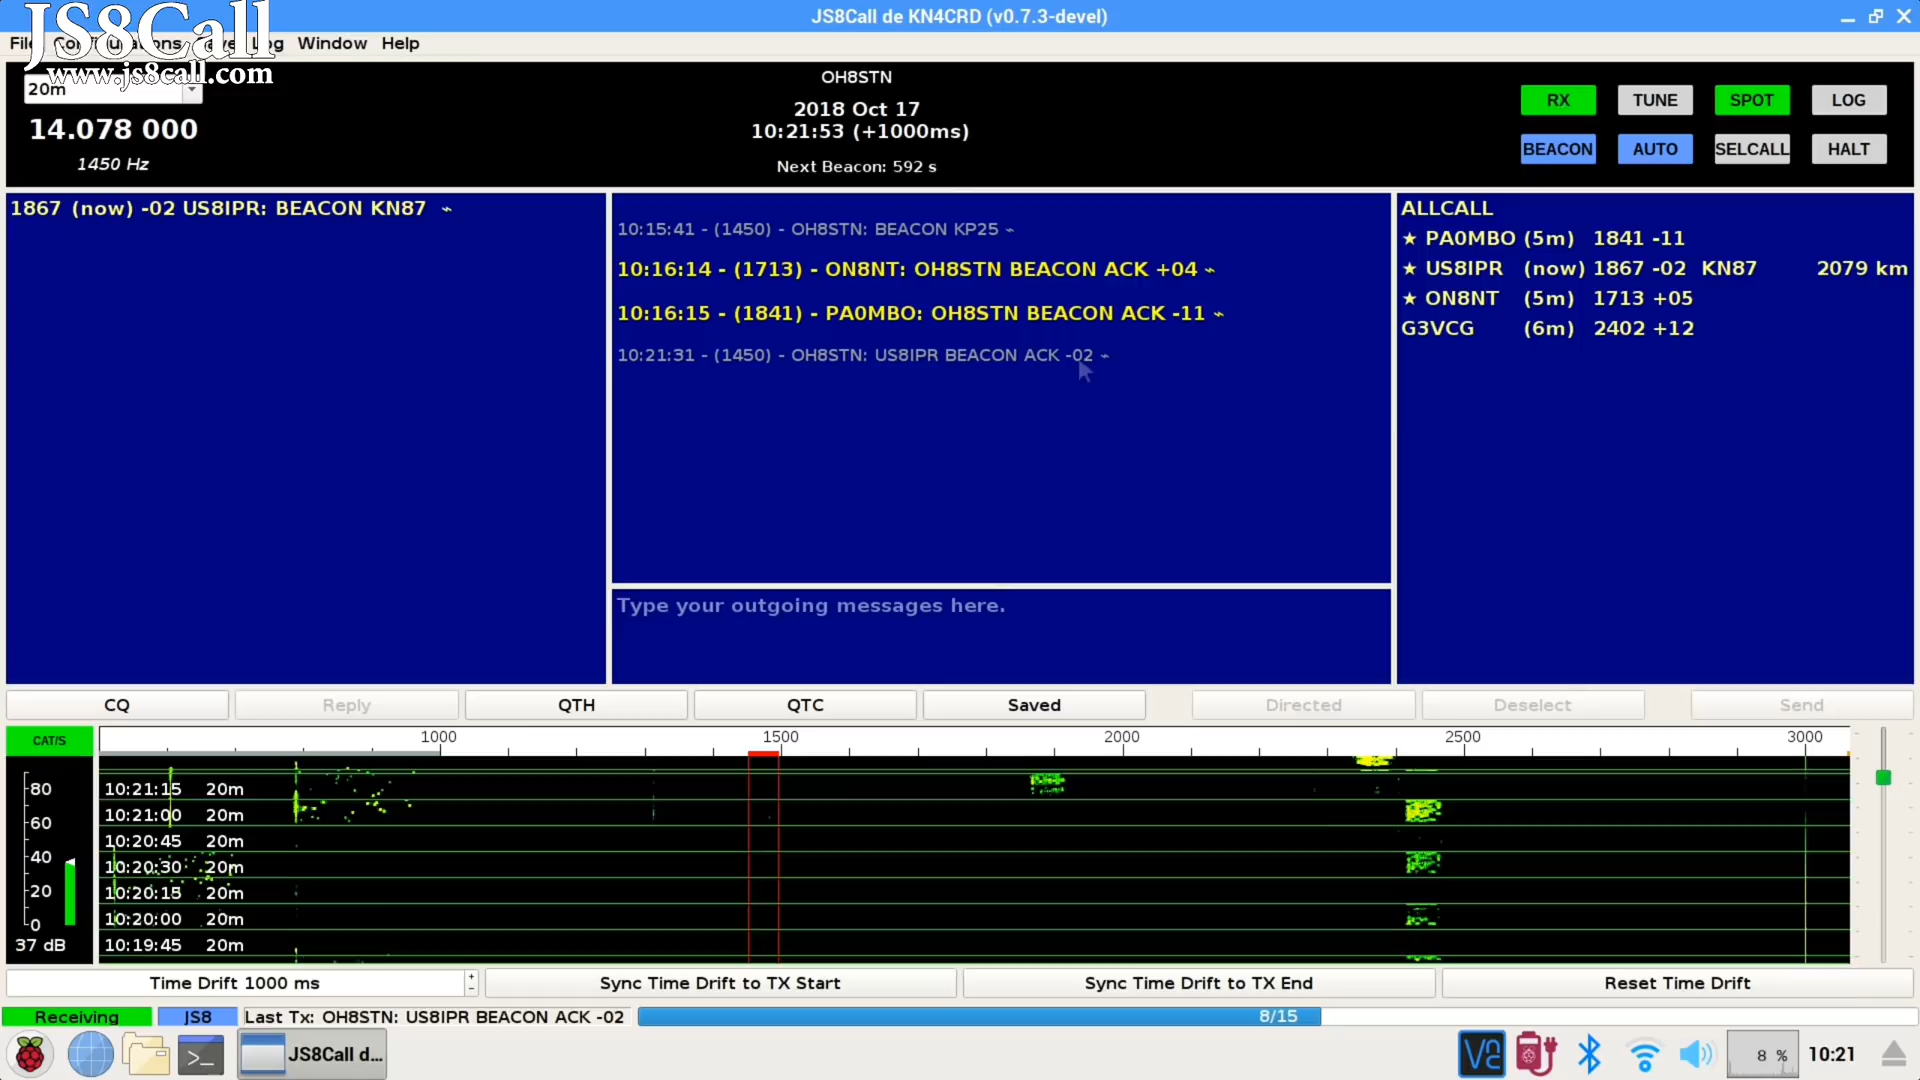 JS8Call de KN4CRD (v0.7.3-devel)
JS8Call
www.js8call.com
File Configurations Save Log Window Help
20m
14.078 000
1450 Hz
OH8STN
2018 Oct 17
10:21:53 (+1000ms)
Next Beacon: 592 s
RX TUNE SPOT LOG
BEACON AUTO SELCALL HALT
1867 (now) -02 US8IPR: BEACON KN87 ⌁
10:15:41 - (1450) - OH8STN: BEACON KP25 ⌁
10:16:14 - (1713) - ON8NT: OH8STN BEACON ACK +04 ⌁
10:16:15 - (1841) - PA0MBO: OH8STN BEACON ACK -11 ⌁
10:21:31 - (1450) - OH8STN: US8IPR BEACON ACK -02 ⌁
Type your outgoing messages here.
ALLCALL
★ PA0MBO (5m) 1841 -11
★ US8IPR (now) 1867 -02 KN87 2079 km
★ ON8NT (5m) 1713 +05
G3VCG (6m) 2402 +12
CQ Reply QTH QTC Saved Directed Deselect Send
CAT/S
80
60
40
20
0
37 dB
1000 1500 2000 2500 3000
10:21:15 20m
10:21:00 20m
10:20:45 20m
10:20:30 20m
10:20:15 20m
10:20:00 20m
10:19:45 20m
Time Drift 1000 ms Sync Time Drift to TX Start Sync Time Drift to TX End Reset Time Drift
Receiving JS8 Last Tx: OH8STN: US8IPR BEACON ACK -02 8/15
>_ JS8Call d... 8 % 10:21